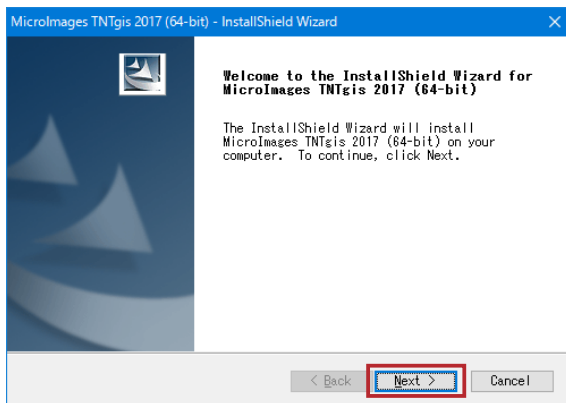 MicroImages TNTgis 2017 (64-bit) - InstallShield Wizard
Welcome to the InstallShield Wizard for
MicroImages TNTgis 2017 (64-bit)
The InstallShield Wizard will install
MicroImages TNTgis 2017 (64-bit) on your
computer.  To continue, click Next.
< Back
Next >
Cancel